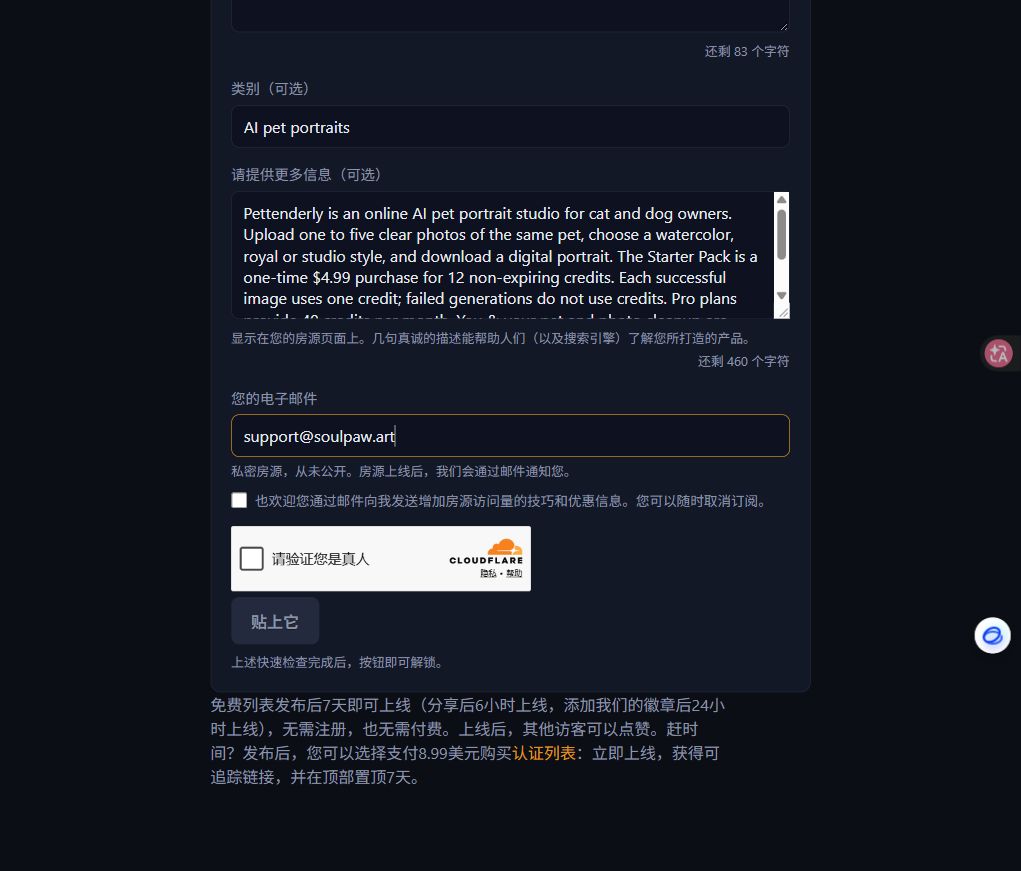 还剩 83 个字符
类别（可选）
AI pet portraits
请提供更多信息（可选）
Pettenderly is an online AI pet portrait studio for cat and dog owners.
Upload one to five clear photos of the same pet, choose a watercolor,
royal or studio style, and download a digital portrait. The Starter Pack is a
one-time $4.99 purchase for 12 non-expiring credits. Each successful
image uses one credit; failed generations do not use credits. Pro plans
显示在您的房源页面上。几句真诚的描述能帮助人们（以及搜索引擎）了解您所打造的产品。
还剩 460 个字符
您的电子邮件
support@soulpaw.art
私密房源，从未公开。房源上线后，我们会通过邮件通知您。
也欢迎您通过邮件向我发送增加房源访问量的技巧和优惠信息。您可以随时取消订阅。
请验证您是真人
CLOUDFLARE
隐私 • 帮助
贴上它
上述快速检查完成后，按钮即可解锁。
免费列表发布后7天即可上线（分享后6小时上线，添加我们的徽章后24小
时上线），无需注册，也无需付费。上线后，其他访客可以点赞。赶时
间？发布后，您可以选择支付8.99美元购买认证列表：立即上线，获得可
追踪链接，并在顶部置顶7天。